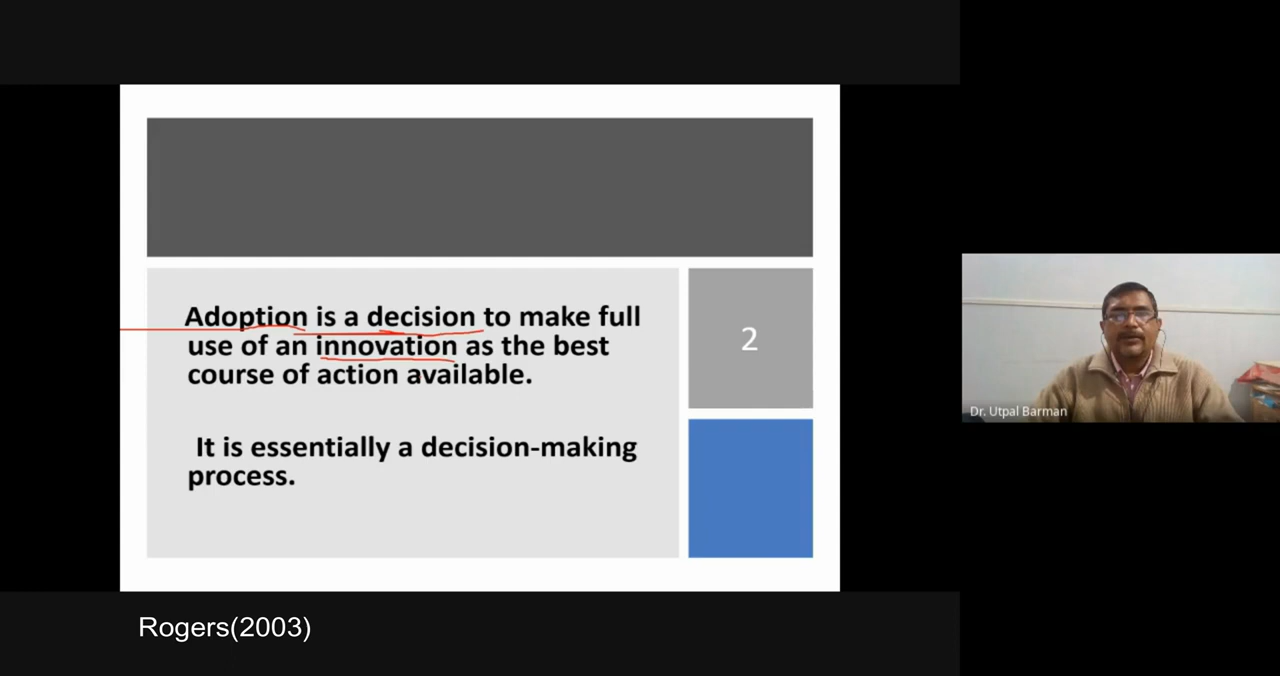 Adoption is a decision to make full
use of an innovation as the best
course of action available.
It is essentially a decision-making
process.
2
Dr. Utpal Barman
Rogers(2003)